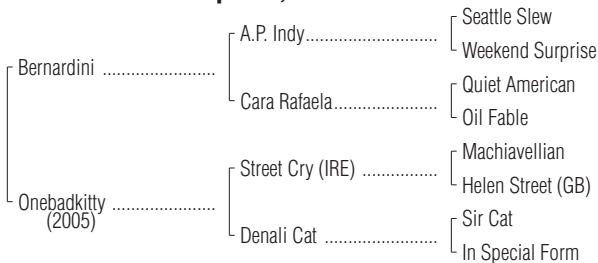 Seattle Slew
A.P. Indy
Weekend Surprise
Bernardini
Quiet American
Cara Rafaela
Oil Fable
Machiavellian
Street Cry (IRE)
Helen Street (GB)
Onebadkitty
(2005)
Sir Cat
Denali Cat
In Special Form